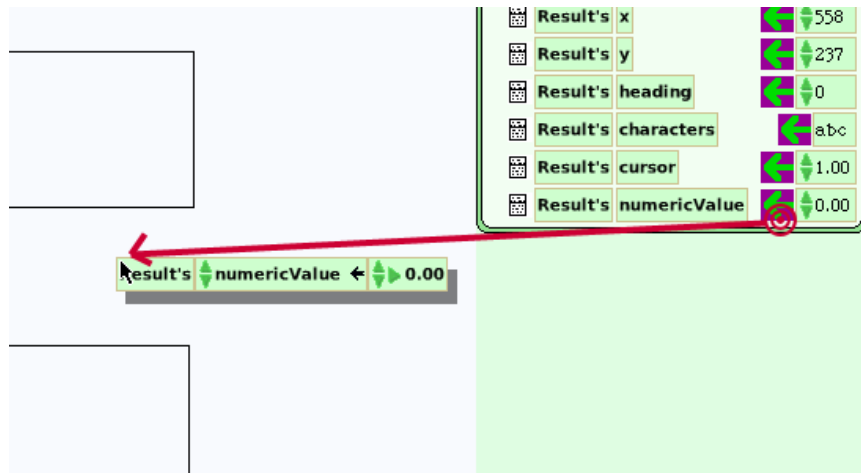 Result's x 558
Result's y 237
Result's heading 0
Result's characters abc
Result's cursor 1.00
Result's numericValue 0.00
Result's numericValue 0.00